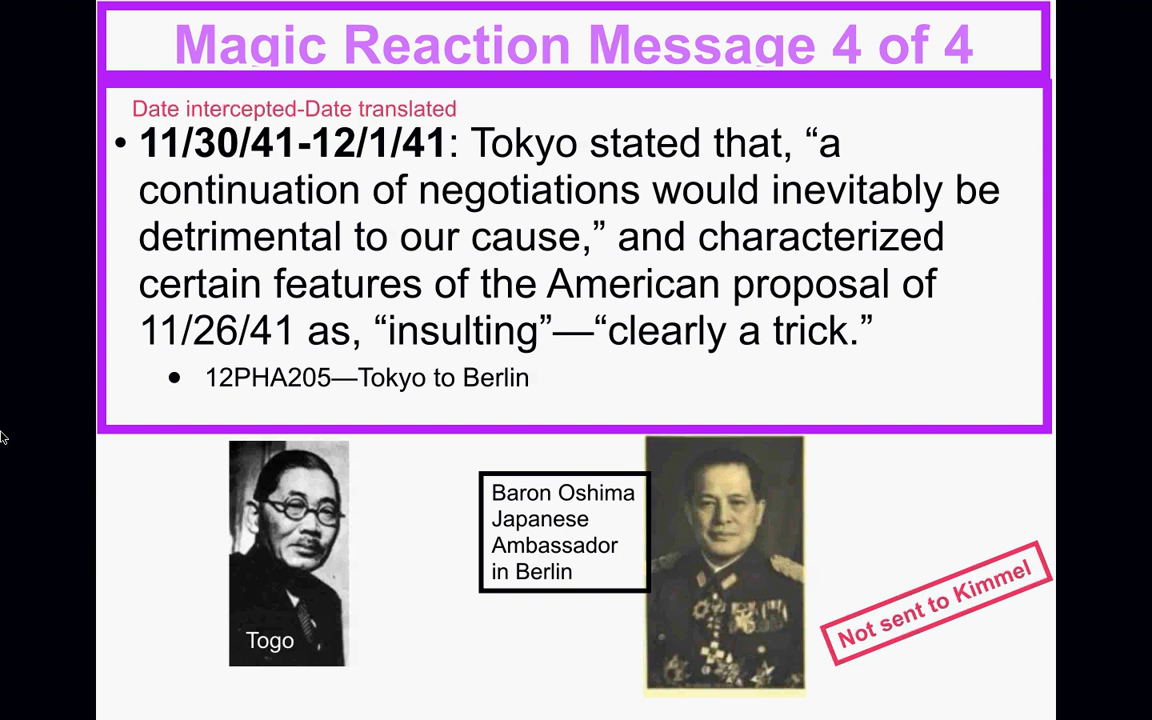 Magic Reaction Message 4 of 4
Date intercepted-Date translated
• 11/30/41-12/1/41: Tokyo stated that, “a
continuation of negotiations would inevitably be
detrimental to our cause,” and characterized
certain features of the American proposal of
11/26/41 as, “insulting”—“clearly a trick.”
• 12PHA205—Tokyo to Berlin
Togo
Baron Oshima
Japanese
Ambassador
in Berlin
Not sent to Kimmel